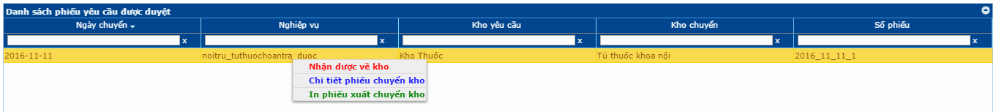 Danh sách phiếu yêu cầu được duyệt
Ngày chuyển Nghiệp vụ Kho yêu cầu Kho chuyển Số phiếu
x x x x x
2016-11-11 noitru_tuthuochoantra_duoc Kho Thuốc Tủ thuốc khoa nội 2016_11_11_1
Nhận dược về kho
Chi tiết phiếu chuyển kho
In phiếu xuất chuyển kho